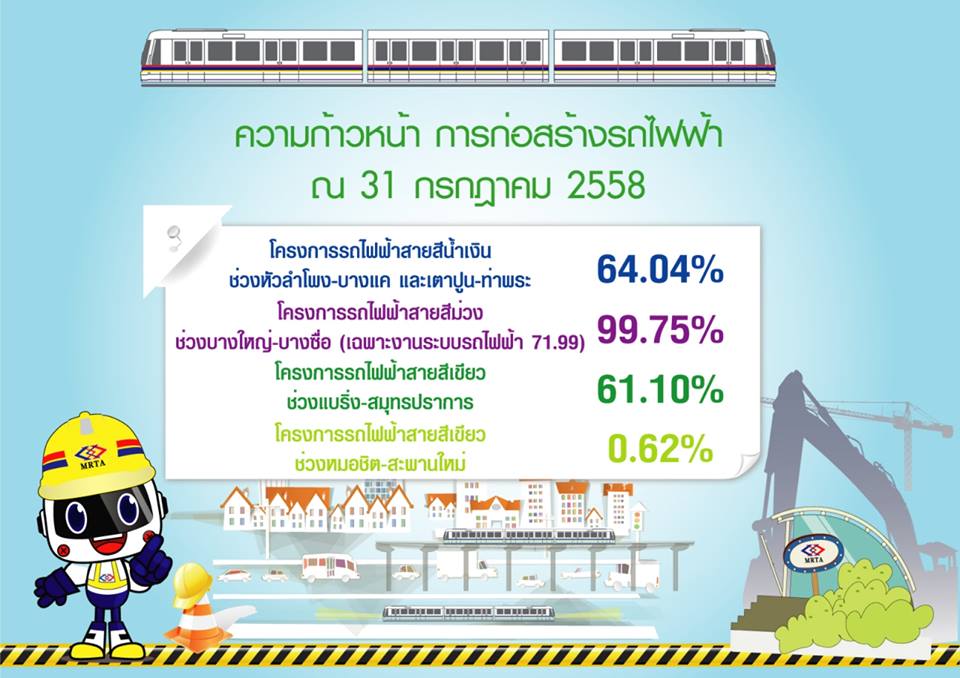 ความก้าวหน้า การก่อสร้างรถไฟฟ้า
ณ 31 กรกฎาคม 2558
โครงการรถไฟฟ้าสายสีน้ำเงิน
ช่วงหัวลำโพง-บางแค และเตาปูน-ท่าพระ
64.04%
โครงการรถไฟฟ้าสายสีม่วง
ช่วงบางใหญ่-บางซื่อ (เฉพาะงานระบบรถไฟฟ้า 71.99)
99.75%
โครงการรถไฟฟ้าสายสีเขียว
ช่วงแบริ่ง-สมุทรปราการ
61.10%
โครงการรถไฟฟ้าสายสีเขียว
ช่วงหมอชิต-สะพานใหม่
0.62%
MRTA
MRTA